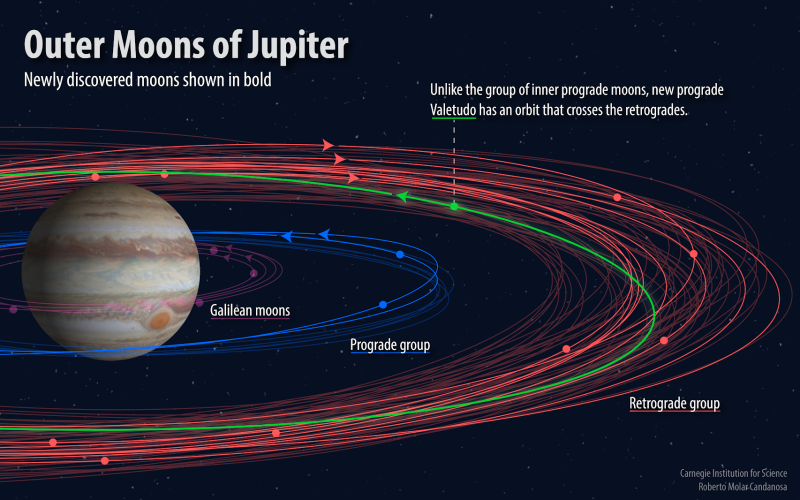 Outer Moons of Jupiter
Newly discovered moons shown in bold
Unlike the group of inner prograde moons, new prograde
Valetudo has an orbit that crosses the retrogrades.
Galilean moons
Prograde group
Retrograde group
Carnegie Institution for Science
Roberto Molar-Candanosa